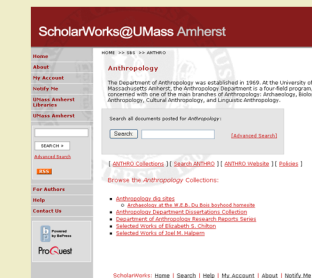 ScholarWorks@UMass Amherst
Home
About
My Account
Notify Me
UMass Amherst
Libraries
UMass Amherst
SEARCH >
Advanced Search
RSS
For Authors
Help
Contact Us
Powered
by BePress
ProQuest
HOME >> SBS >> ANTHRO
Anthropology
The Department of Anthropology was established in 1969. At the University of
Massachusetts Amherst, the Anthropology Department is a four-field program,
concerned with one of the main branches of Anthropology: Archaeology, Biolo
Anthropology, Cultural Anthropology, and Linguistic Anthropology.
Search all documents posted for Anthropology:
Search [Advanced Search]
[ ANTHRO Collections ] [ Search ANTHRO ] [ ANTHRO Website ] [ Policies ]
Browse the Anthropology Collections:
Anthropology dig sites
Archaeology at the W.E.B. Du Bois boyhood homesite
Anthropology Department Dissertations Collection
Department of Anthropology Research Reports Series
Selected Works of Elizabeth S. Chilton
Selected Works of Joel M. Halpern
ScholarWorks: Home | Search | Help | My Account | About | Notify Me